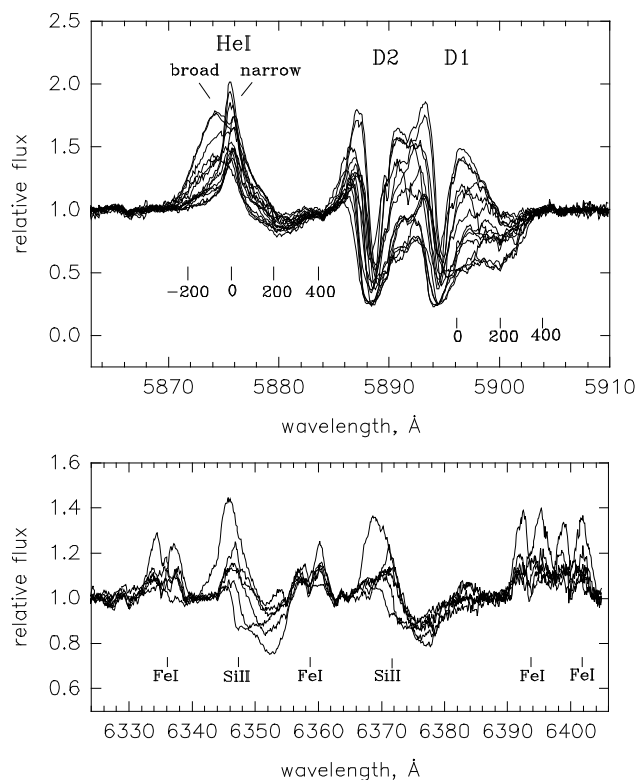 2.5
HeI
D2 D1
broad narrow
2.0
1.5
1.0
0.5
0.0
relative flux
−200 0 200 400
0 200 400
5870 5880 5890 5900 5910
wavelength, Å
1.6
1.4
1.2
1.0
0.8
0.6
relative flux
FeI SiII FeI SiII FeI FeI
6330 6340 6350 6360 6370 6380 6390 6400
wavelength, Å